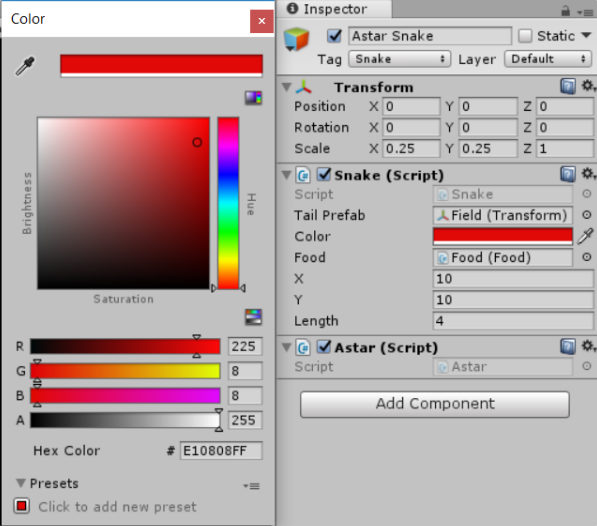 Color
Brightness
Hue
Saturation
R 225
G 8
B 8
A 255
Hex Color # E10808FF
Presets
Click to add new preset
Inspector
Astar Snake Static
Tag Snake Layer Default
Transform
Position X 0 Y 0 Z 0
Rotation X 0 Y 0 Z 0
Scale X 0.25 Y 0.25 Z 1
Snake (Script)
Script Snake
Tail Prefab Field (Transform)
Color
Food Food (Food)
X 10
Y 10
Length 4
Astar (Script)
Script Astar
Add Component